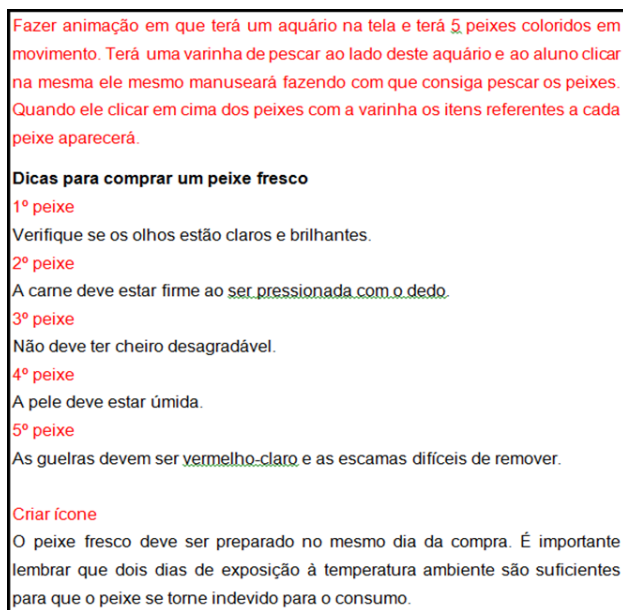 Fazer animação em que terá um aquário na tela e terá 5 peixes coloridos em
movimento. Terá uma varinha de pescar ao lado deste aquário e ao aluno clicar
na mesma ele mesmo manuseará fazendo com que consiga pescar os peixes.
Quando ele clicar em cima dos peixes com a varinha os itens referentes a cada
peixe aparecerá.
Dicas para comprar um peixe fresco
1º peixe
Verifique se os olhos estão claros e brilhantes.
2º peixe
A carne deve estar firme ao ser pressionada com o dedo.
3º peixe
Não deve ter cheiro desagradável.
4º peixe
A pele deve estar úmida.
5º peixe
As guelras devem ser vermelho-claro e as escamas difíceis de remover.
Criar ícone
O peixe fresco deve ser preparado no mesmo dia da compra. É importante
lembrar que dois dias de exposição à temperatura ambiente são suficientes
para que o peixe se torne indevido para o consumo.